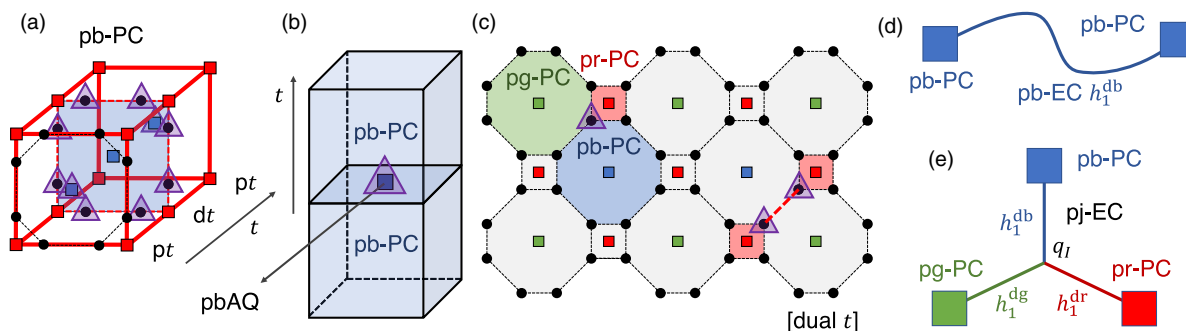 (a)
pb-PC
pt
dt
pt
t
(b)
t
pb-PC
pb-PC
pbAQ
(c)
pg-PC
pr-PC
pb-PC
[dual t]
(d)
pb-PC
pb-PC
pb-EC h₁ᵈᵇ
(e)
pb-PC
pj-EC
h₁ᵈᵇ
q_I
pg-PC
pr-PC
h₁ᵈᵍ
h₁ᵈʳ